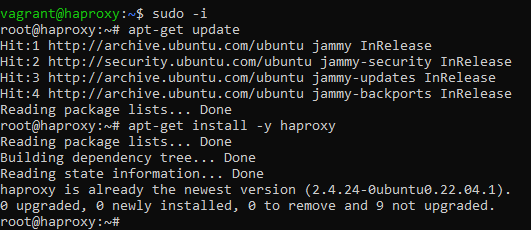 vagrant@haproxy:~$ sudo -i
root@haproxy:~# apt-get update
Hit:1 http://archive.ubuntu.com/ubuntu jammy InRelease
Hit:2 http://security.ubuntu.com/ubuntu jammy-security InRelease
Hit:3 http://archive.ubuntu.com/ubuntu jammy-updates InRelease
Hit:4 http://archive.ubuntu.com/ubuntu jammy-backports InRelease
Reading package lists... Done
root@haproxy:~# apt-get install -y haproxy
Reading package lists... Done
Building dependency tree... Done
Reading state information... Done
haproxy is already the newest version (2.4.24-0ubuntu0.22.04.1).
0 upgraded, 0 newly installed, 0 to remove and 9 not upgraded.
root@haproxy:~#